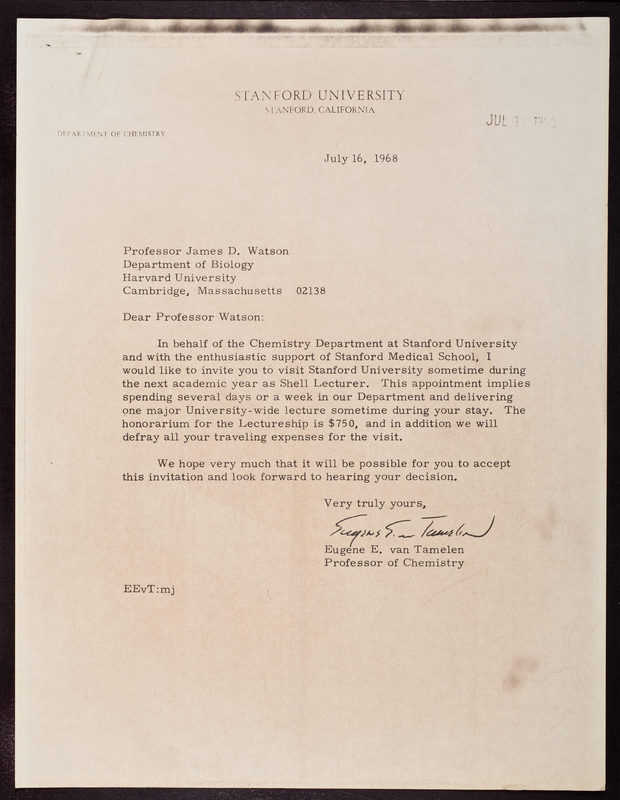 STANFORD UNIVERSITY
STANFORD, CALIFORNIA
JUL
DEPARTMENT OF CHEMISTRY
July 16, 1968
Professor James D. Watson
Department of Biology
Harvard University
Cambridge, Massachusetts 02138
Dear Professor Watson:
In behalf of the Chemistry Department at Stanford University
and with the enthusiastic support of Stanford Medical School, I
would like to invite you to visit Stanford University sometime during
the next academic year as Shell Lecturer. This appointment implies
spending several days or a week in our Department and delivering
one major University-wide lecture sometime during your stay. The
honorarium for the Lectureship is $750, and in addition we will
defray all your traveling expenses for the visit.
We hope very much that it will be possible for you to accept
this invitation and look forward to hearing your decision.
Very truly yours,
Eugene E. van Tamelen
Eugene E. van Tamelen
Professor of Chemistry
EEvT:mj